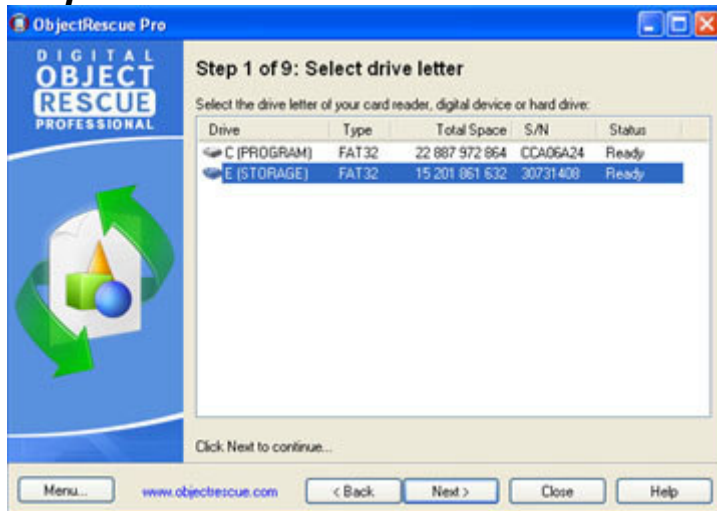 ObjectRescue Pro
DIGITAL
OBJECT
RESCUE
PROFESSIONAL
Step 1 of 9: Select drive letter
Select the drive letter of your card reader, digital device or hard drive:
Drive Type Total Space S/N Status
C (PROGRAM) FAT32 22 887 972 864 CCA06A24 Ready
E (STORAGE) FAT32 15 201 861 632 30731408 Ready
Click Next to continue...
Menu... www.objectrescue.com < Back Next > Close Help